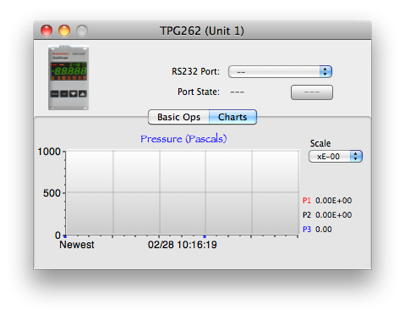 TPG262 (Unit 1)
RS232 Port: --
Port State: --- ---
Basic Ops Charts
Pressure (Pascals)
Scale
xE-00
1000
500
0
P1 0.00E+00
P2 0.00E+00
P3 0.00
Newest 02/28 10:16:19